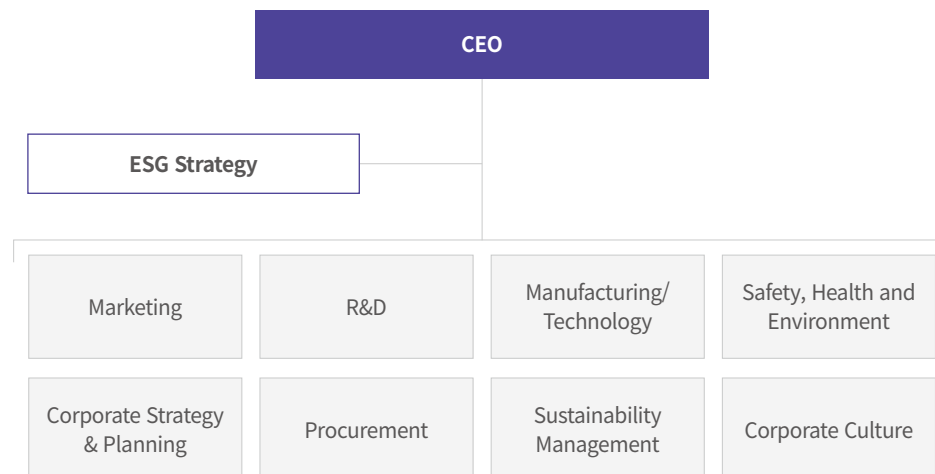 CEO
ESG Strategy
Marketing
R&D
Manufacturing/
Technology
Safety, Health and
Environment
Corporate Strategy
& Planning
Procurement
Sustainability
Management
Corporate Culture